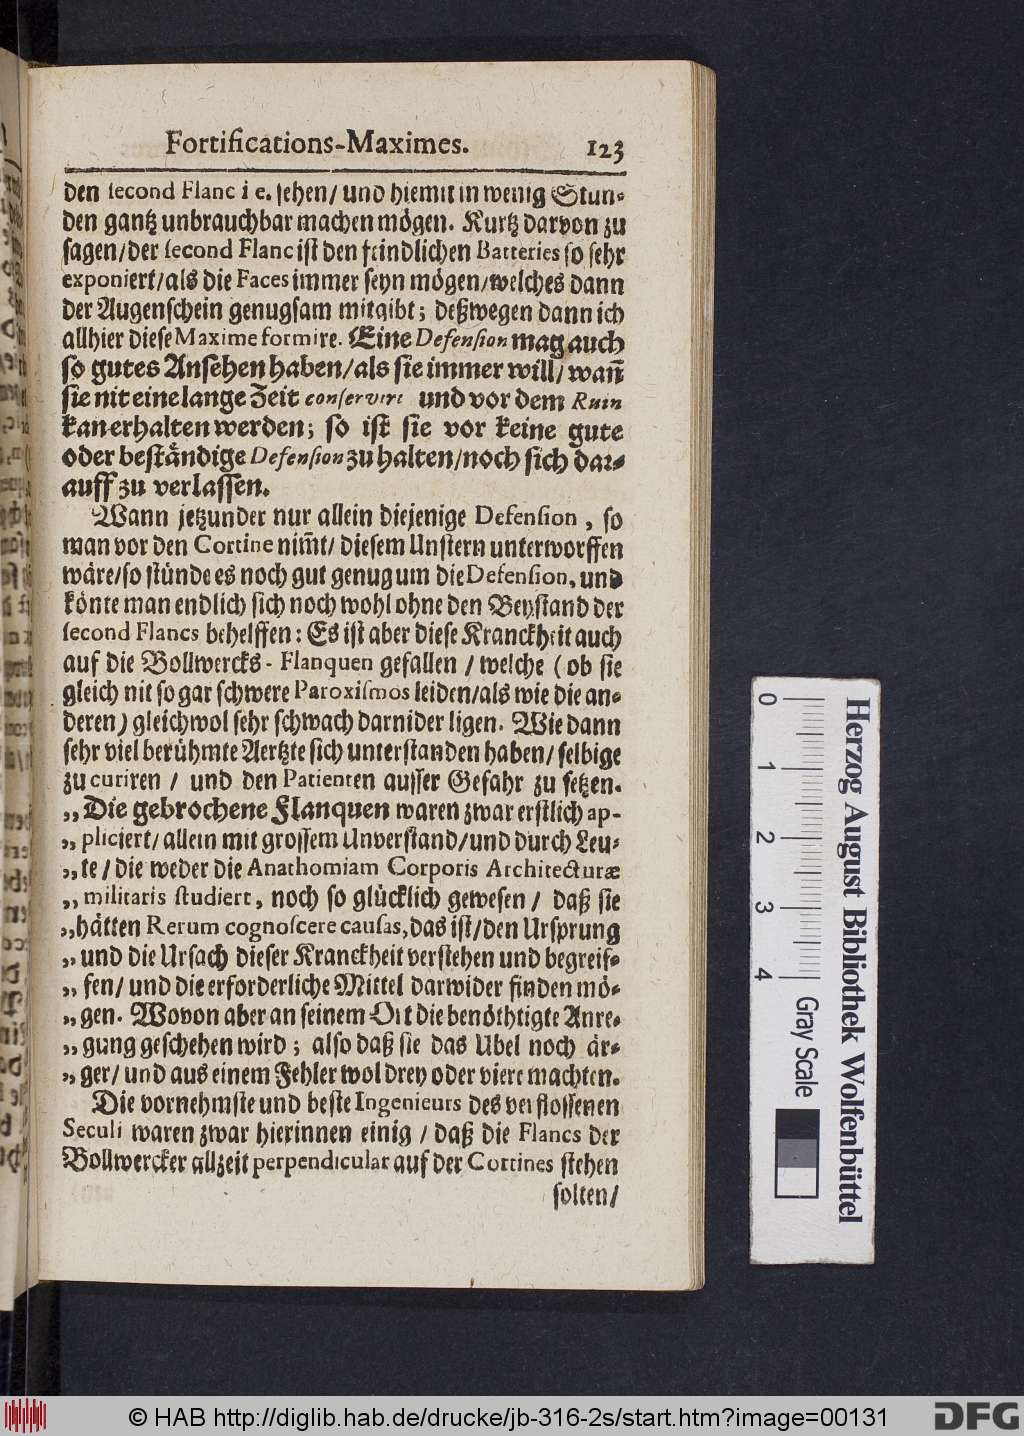 Fortifications-Maximes. 123
den ſecond Flanc i e. ſehen/ und hiemit in wenig Stun-
den gantz unbrauchbar machen mögen. Kurtz darvon zu
ſagen/der ſecond Flanc iſt den feindlichen Batteries ſo ſehr
exponiert/als die Faces immer ſeyn mögen/welches dann
der Augenſchein genugſam mitgibt; deßwegen dann ich
allhier dieſe Maxime formire. Eine Defenſion mag auch
ſo gutes Anſehen haben/als ſie immer will/ wañ
ſie nit eine lange Zeit conſervirt und vor dem Ruin
kan erhalten werden; ſo iſt ſie vor keine gute
oder beſtändige Defenſion zu halten/noch ſich dar-
auff zu verlaſſen.
Wann jetzunder nur allein diejenige Defenſion, ſo
man vor den Cortine nim̃t/ dieſem Unſtern unterworffen
wäre/ſo ſtünde es noch gut genug um die Defenſion, und
könte man endlich ſich noch wohl ohne den Beyſtand der
ſecond Flancs behelffen: Es iſt aber dieſe Kranckheit auch
auf die Bollwercks-Flanquen gefallen / welche (ob ſie
gleich nit ſo gar ſchwere Paroxiſmos leiden/als wie die an-
deren) gleichwol ſehr ſchwach darnider ligen. Wie dann
ſehr viel berühmte Aertzte ſich unterſtanden haben/ ſelbige
zu curiren / und den Patienten auſſer Gefahr zu ſetzen.
„ Die gebrochene Flanquen waren zwar erſtlich ap-
„ pliciert/ allein mit groſſem Unverſtand/und durch Leu-
„ te/ die weder die Anathomiam Corporis Architecturæ
„ militaris ſtudiert, noch ſo glücklich geweſen / daß ſie
„ hätten Rerum cognoſcere cauſas, das iſt/den Urſprung
„ und die Urſach dieſer Kranckheit verſtehen und begreif-
„ fen/ und die erforderliche Mittel darwider finden mö-
„ gen. Wovon aber an ſeinem Ort die benöthtigte Anre-
„ gung geſchehen wird; alſo daß ſie das Ubel noch är-
„ ger/ und aus einem Fehler wol drey oder viere machten.
Die vornehmſte und beſte Ingenieurs des verfloſſenen
Seculi waren zwar hierinnen einig / daß die Flancs der
Bollwercker allzeit perpendicular auf der Cortines ſtehen
ſolten/
0 1 2 3 4 Gray Scale
Herzog August Bibliothek Wolfenbüttel
© HAB http://diglib.hab.de/drucke/jb-316-2s/start.htm?image=00131
DFG